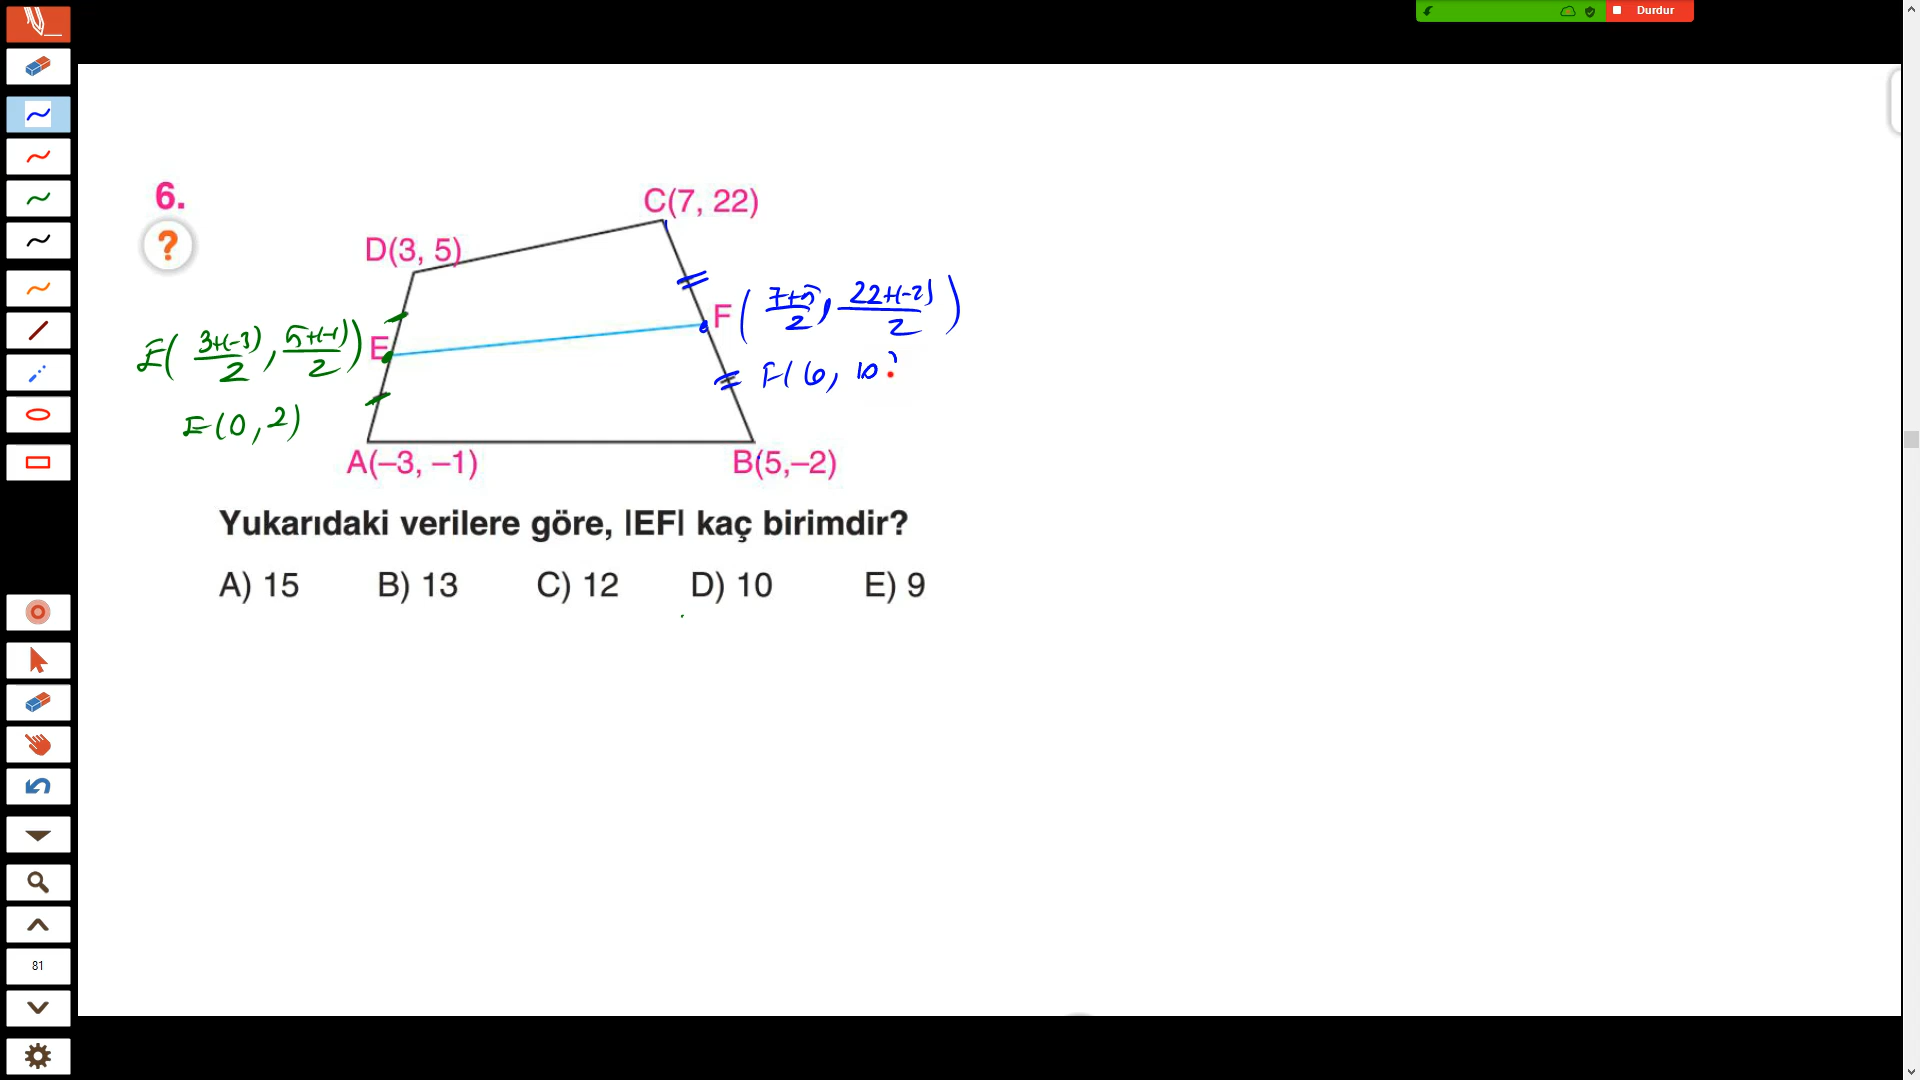 Durdur
6.
?
C(7, 22)
D(3, 5)
F ( 7+5/2 , 22+(-2)/2 )
E( 3+(-3)/2 , 5+(-1)/2 )
E
F( 6, 10)
E(0, 2)
A(–3, –1)
B(5,–2)
Yukarıdaki verilere göre, |EF| kaç birimdir?
A) 15 B) 13 C) 12 D) 10 E) 9
81